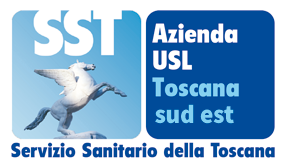 SST
Azienda
USL
Toscana
sud est
Servizio Sanitario della Toscana